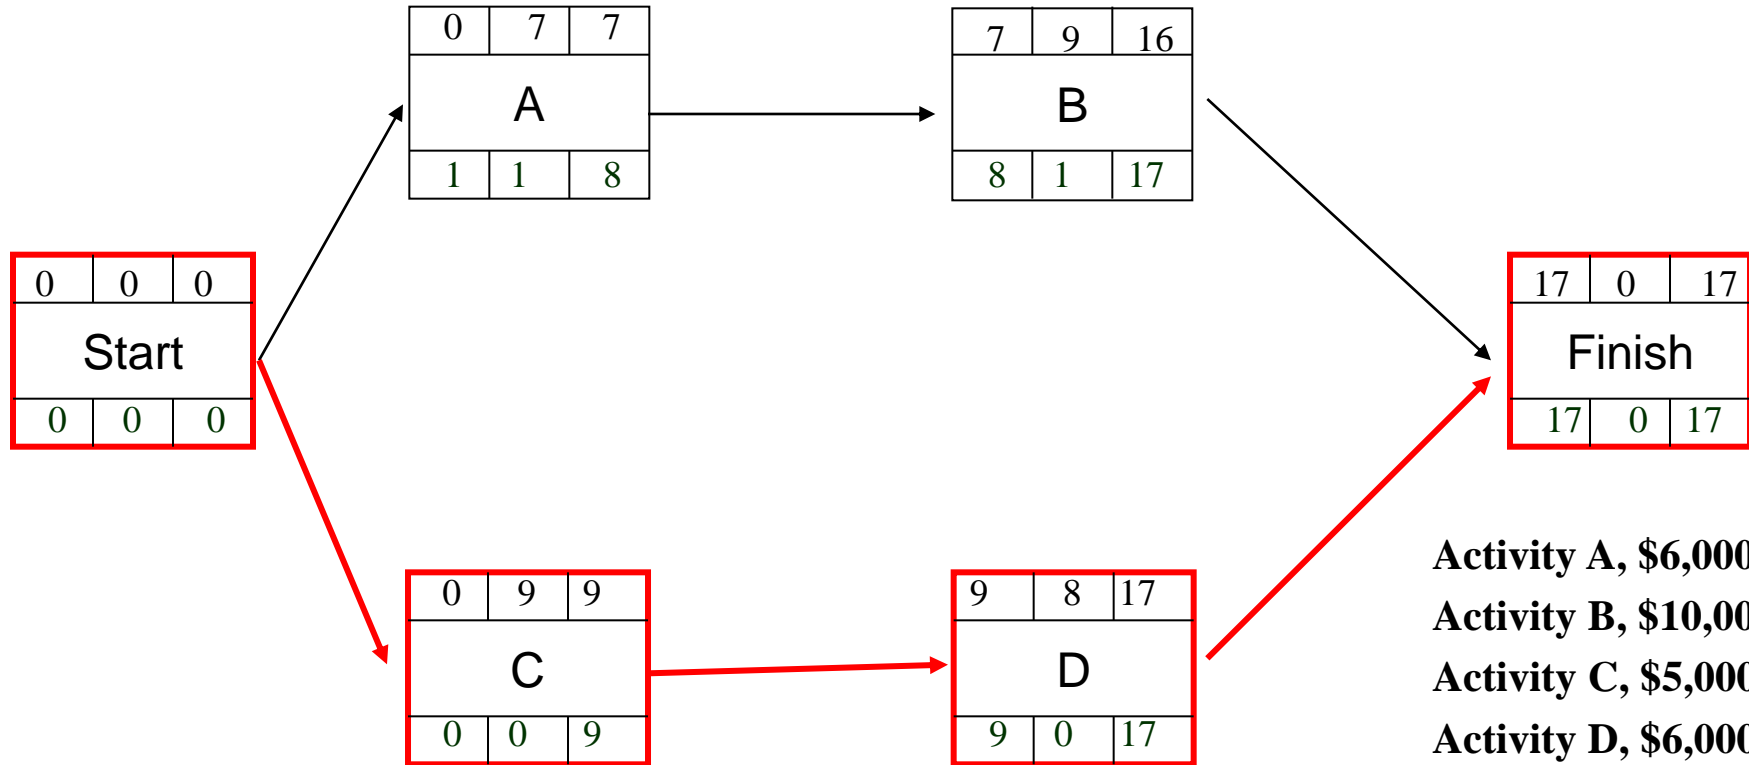 0 7 7
A
1 1 8
7 9 16
B
8 1 17
0 0 0
Start
0 0 0
17 0 17
Finish
17 0 17
0 9 9
C
0 0 9
9 8 17
D
9 0 17
Activity A, $6,000
Activity B, $10,00
Activity C, $5,000
Activity D, $6,000